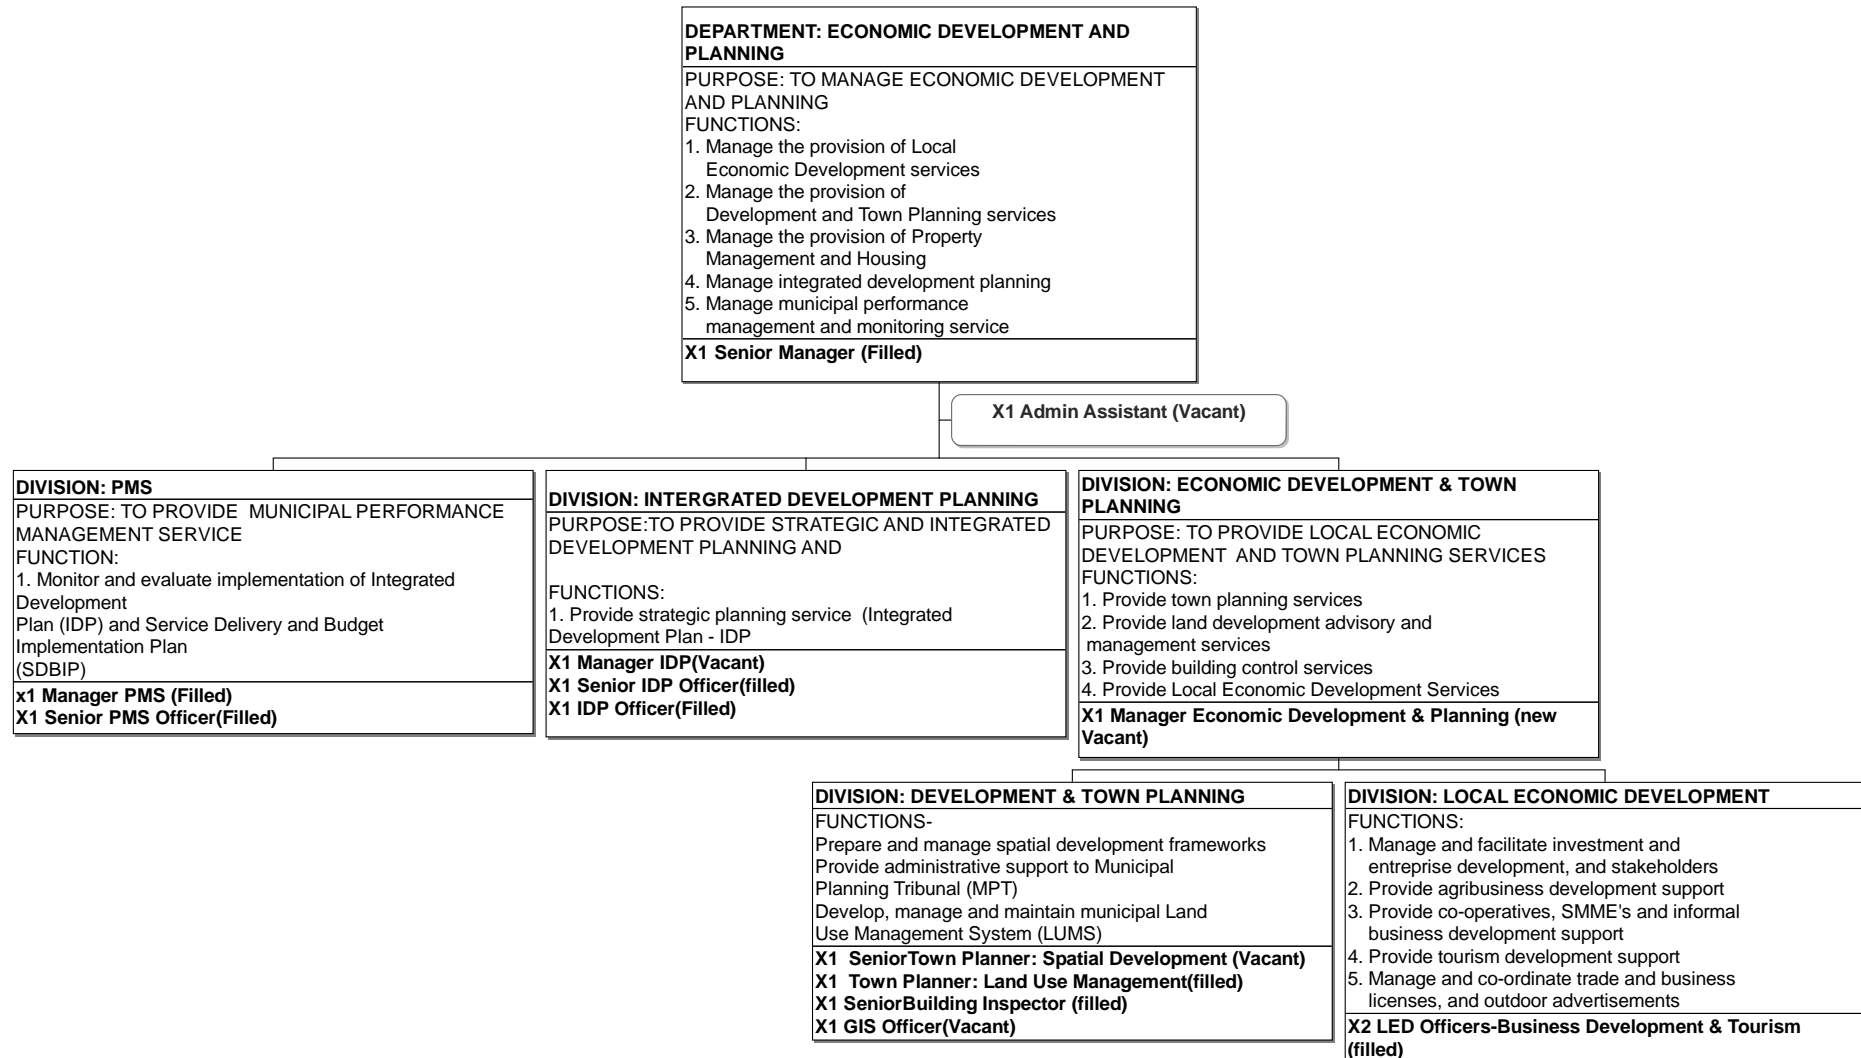 DEPARTMENT: ECONOMIC DEVELOPMENT AND
PLANNING
PURPOSE: TO MANAGE ECONOMIC DEVELOPMENT
AND PLANNING
FUNCTIONS:
1. Manage the provision of Local
Economic Development services
2. Manage the provision of
Development and Town Planning services
3. Manage the provision of Property
Management and Housing
4. Manage integrated development planning
5. Manage municipal performance
management and monitoring service
X1 Senior Manager (Filled)
X1 Admin Assistant (Vacant)
DIVISION: PMS
PURPOSE: TO PROVIDE MUNICIPAL PERFORMANCE
MANAGEMENT SERVICE
FUNCTION:
1. Monitor and evaluate implementation of Integrated
Development
Plan (IDP) and Service Delivery and Budget
Implementation Plan
(SDBIP)
x1 Manager PMS (Filled)
X1 Senior PMS Officer(Filled)
DIVISION: INTERGRATED DEVELOPMENT PLANNING
PURPOSE:TO PROVIDE STRATEGIC AND INTEGRATED
DEVELOPMENT PLANNING AND
FUNCTIONS:
1. Provide strategic planning service (Integrated
Development Plan - IDP
X1 Manager IDP(Vacant)
X1 Senior IDP Officer(filled)
X1 IDP Officer(Filled)
DIVISION: ECONOMIC DEVELOPMENT & TOWN
PLANNING
PURPOSE: TO PROVIDE LOCAL ECONOMIC
DEVELOPMENT AND TOWN PLANNING SERVICES
FUNCTIONS:
1. Provide town planning services
2. Provide land development advisory and
management services
3. Provide building control services
4. Provide Local Economic Development Services
X1 Manager Economic Development & Planning (new
Vacant)
DIVISION: DEVELOPMENT & TOWN PLANNING
FUNCTIONS-
Prepare and manage spatial development frameworks
Provide administrative support to Municipal
Planning Tribunal (MPT)
Develop, manage and maintain municipal Land
Use Management System (LUMS)
X1 SeniorTown Planner: Spatial Development (Vacant)
X1 Town Planner: Land Use Management(filled)
X1 SeniorBuilding Inspector (filled)
X1 GIS Officer(Vacant)
DIVISION: LOCAL ECONOMIC DEVELOPMENT
FUNCTIONS:
1. Manage and facilitate investment and
entreprise development, and stakeholders
2. Provide agribusiness development support
3. Provide co-operatives, SMME's and informal
business development support
4. Provide tourism development support
5. Manage and co-ordinate trade and business
licenses, and outdoor advertisements
X2 LED Officers-Business Development & Tourism
(filled)